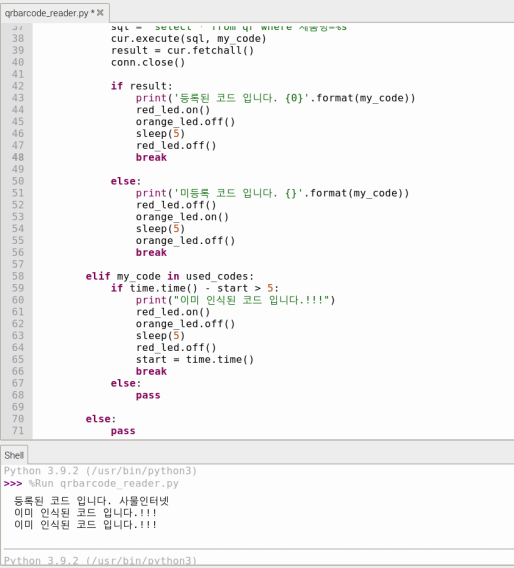 qrbarcode_reader.py *
37 sql = "select * from qr where 제품명=%s"
38 cur.execute(sql, my_code)
39 result = cur.fetchall()
40 conn.close()
41
42 if result:
43 print('등록된 코드 입니다. {0}'.format(my_code))
44 red_led.on()
45 orange_led.off()
46 sleep(5)
47 red_led.off()
48 break
49
50 else:
51 print('미등록 코드 입니다. {}'.format(my_code))
52 red_led.off()
53 orange_led.on()
54 sleep(5)
55 orange_led.off()
56 break
57
58 elif my_code in used_codes:
59 if time.time() - start > 5:
60 print("이미 인식된 코드 입니다.!!!")
61 red_led.on()
62 orange_led.off()
63 sleep(5)
64 red_led.off()
65 start = time.time()
66 break
67 else:
68 pass
69
70 else:
71 pass
Shell
Python 3.9.2 (/usr/bin/python3)
>>> %Run qrbarcode_reader.py
등록된 코드 입니다. 사물인터넷
이미 인식된 코드 입니다.!!!
이미 인식된 코드 입니다.!!!
Python 3.9.2 (/usr/bin/python3)